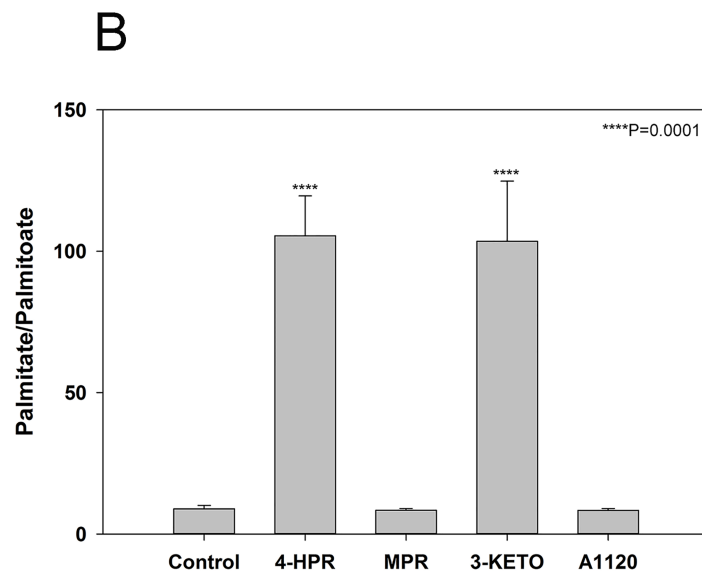 B
150
****P=0.0001
****
****
100
50
0
Palmitate/Palmitoate
Control 4-HPR MPR 3-KETO A1120